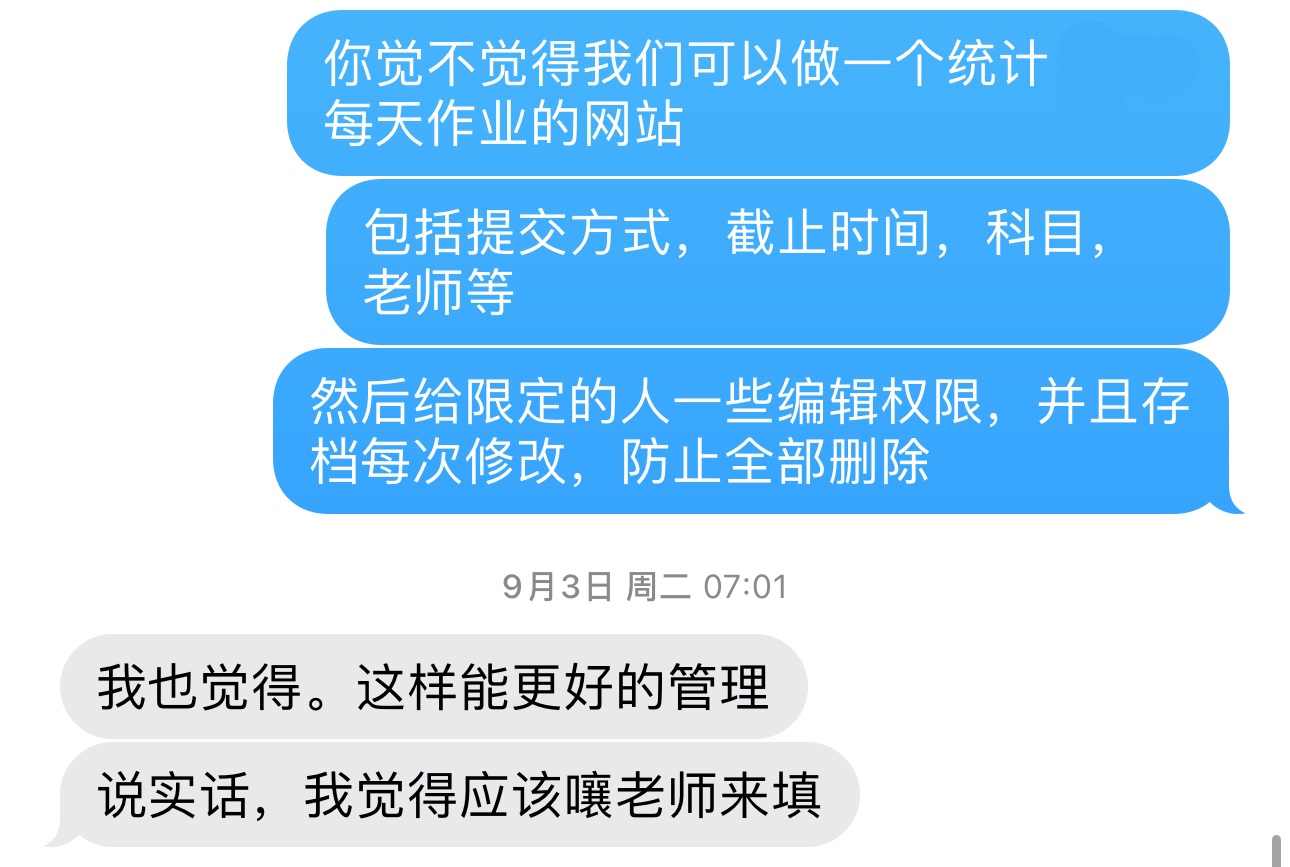 你觉不觉得我们可以做一个统计
每天作业的网站
包括提交方式，截止时间，科目，
老师等
然后给限定的人一些编辑权限，并且存
档每次修改，防止全部删除
9月3日 周二 07:01
我也觉得。这样能更好的管理
说实话，我觉得应该嚷老师来填